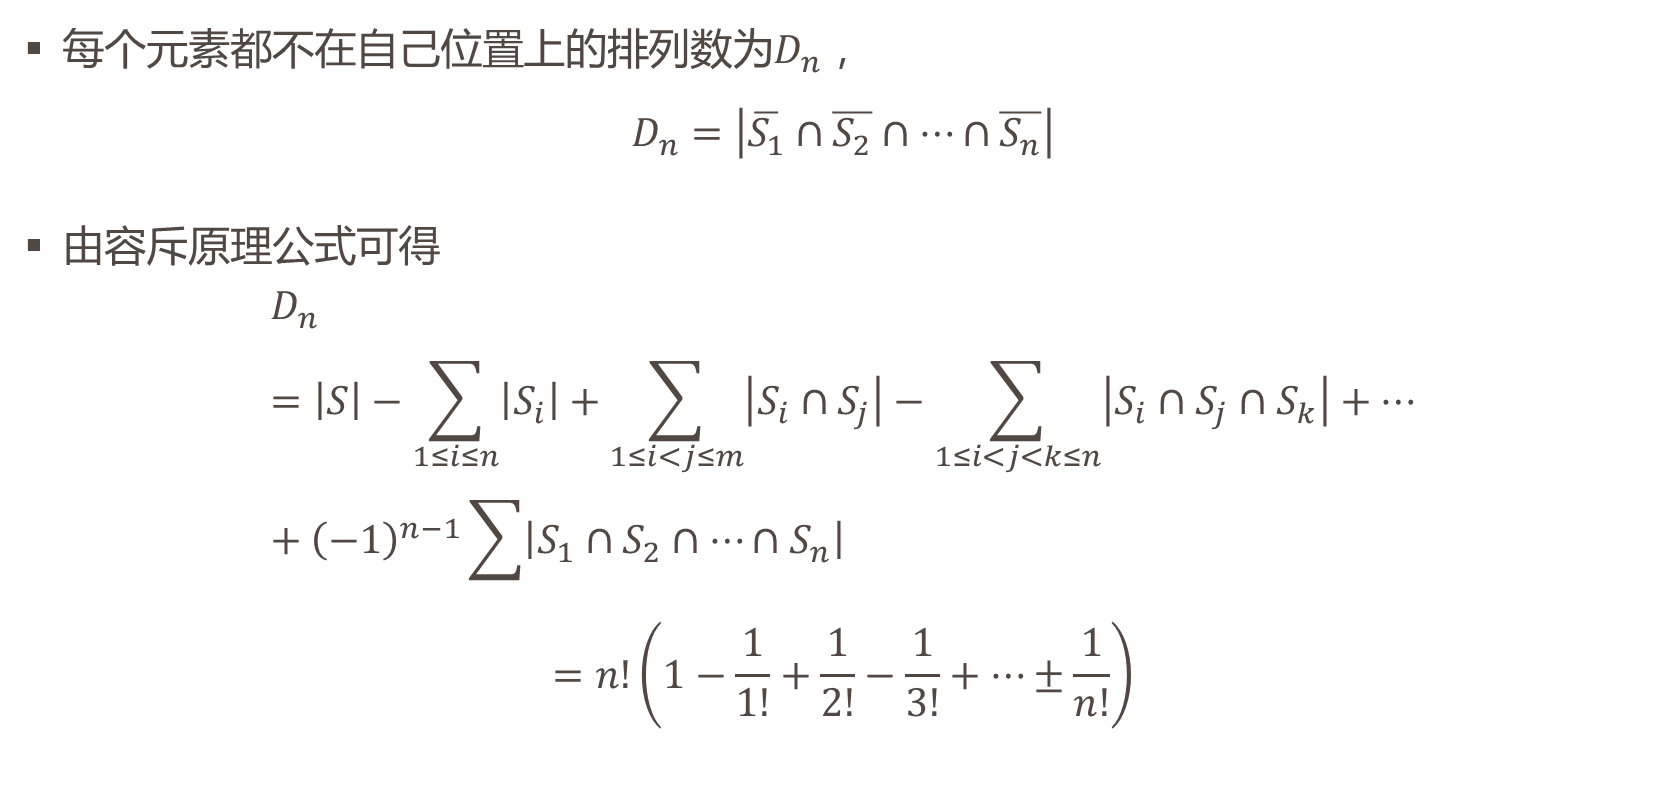 ▪ 每个元素都不在自己位置上的排列数为Dₙ，
Dₙ = |S̅₁ ∩ S̅₂ ∩ ⋯ ∩ S̅ₙ|
▪ 由容斥原理公式可得
Dₙ
= |S| − ∑_{1≤i≤n} |Sᵢ| + ∑_{1≤i<j≤m} |Sᵢ ∩ Sⱼ| − ∑_{1≤i<j<k≤n} |Sᵢ ∩ Sⱼ ∩ Sₖ| + ⋯
+ (−1)ⁿ⁻¹ ∑|S₁ ∩ S₂ ∩ ⋯ ∩ Sₙ|
= n! (1 − 1/1! + 1/2! − 1/3! + ⋯ ± 1/n!)